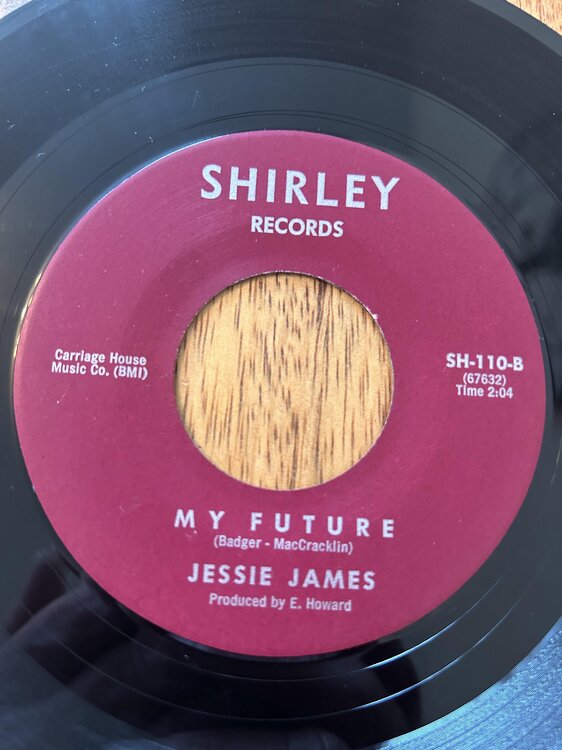 SHIRLEY
RECORDS
Carriage House
Music Co. (BMI)
SH-110-B
(67632)
Time 2:04
MY FUTURE
(Badger - MacCracklin)
JESSIE JAMES
Produced by E. Howard